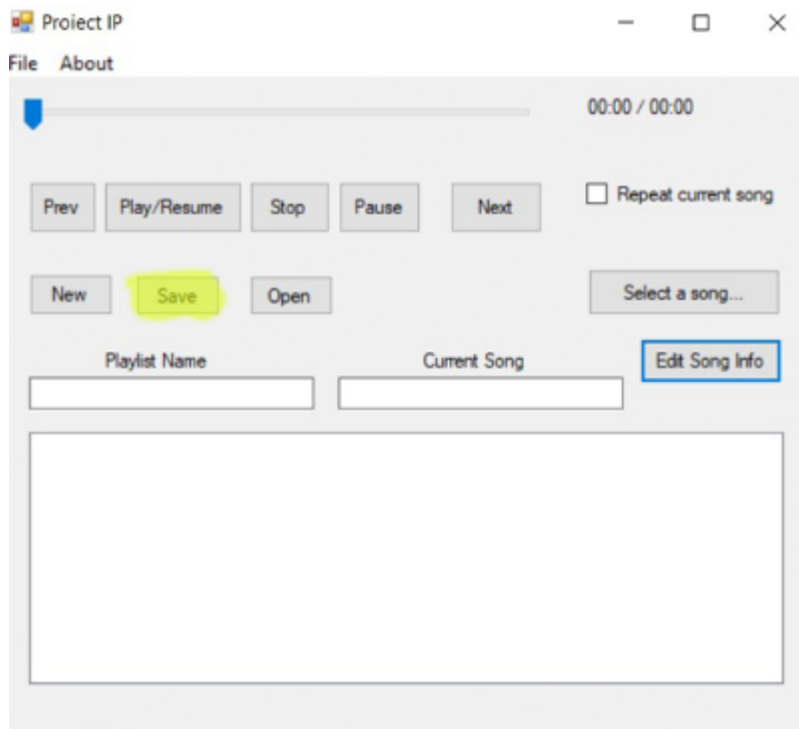 Proiect IP
File About
00:00 / 00:00
Prev Play/Resume Stop Pause Next Repeat current song
New Save Open Select a song...
Playlist Name Current Song Edit Song Info